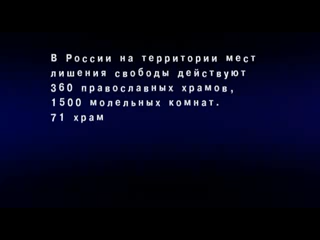 В России на территории мест
лишения свободы действуют
360 православных храмов,
1500 молельных комнат.
71 храм